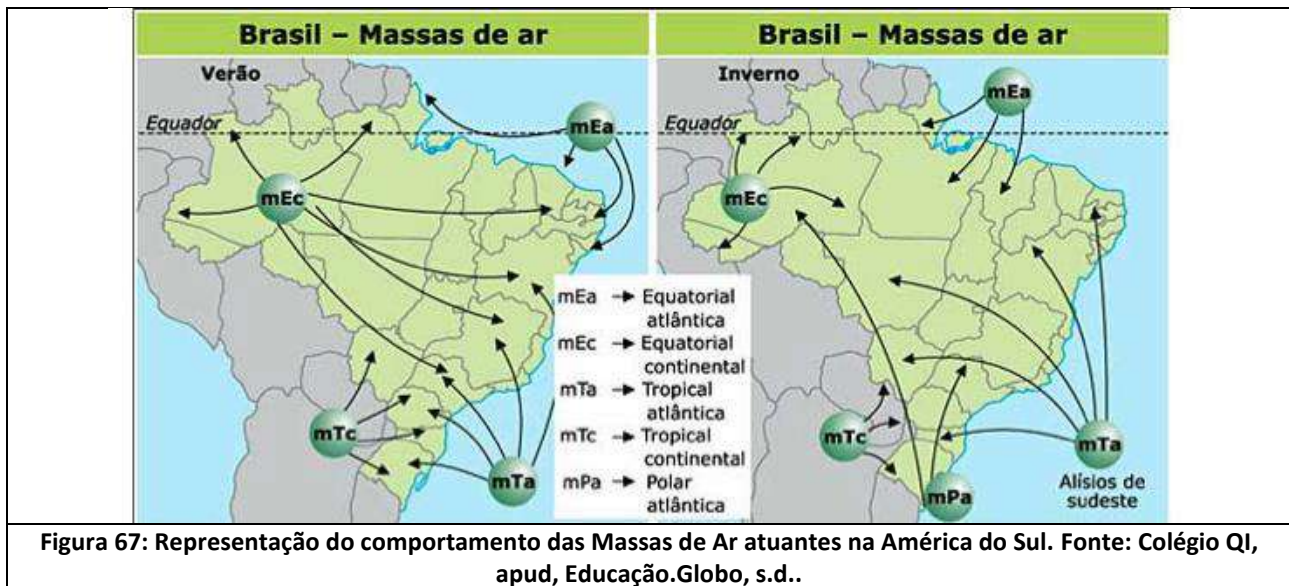 Brasil – Massas de ar
Verão
Equador
mEa
mEc
mTc
mTa
Brasil – Massas de ar
Inverno
Equador
mEa
mEc
mTc
mPa
mTa
Alísios de
sudeste
mEa → Equatorial
atlântica
mEc → Equatorial
continental
mTa → Tropical
atlântica
mTc → Tropical
continental
mPa → Polar
atlântica
Figura 67: Representação do comportamento das Massas de Ar atuantes na América do Sul. Fonte: Colégio QI,
apud, Educação.Globo, s.d..